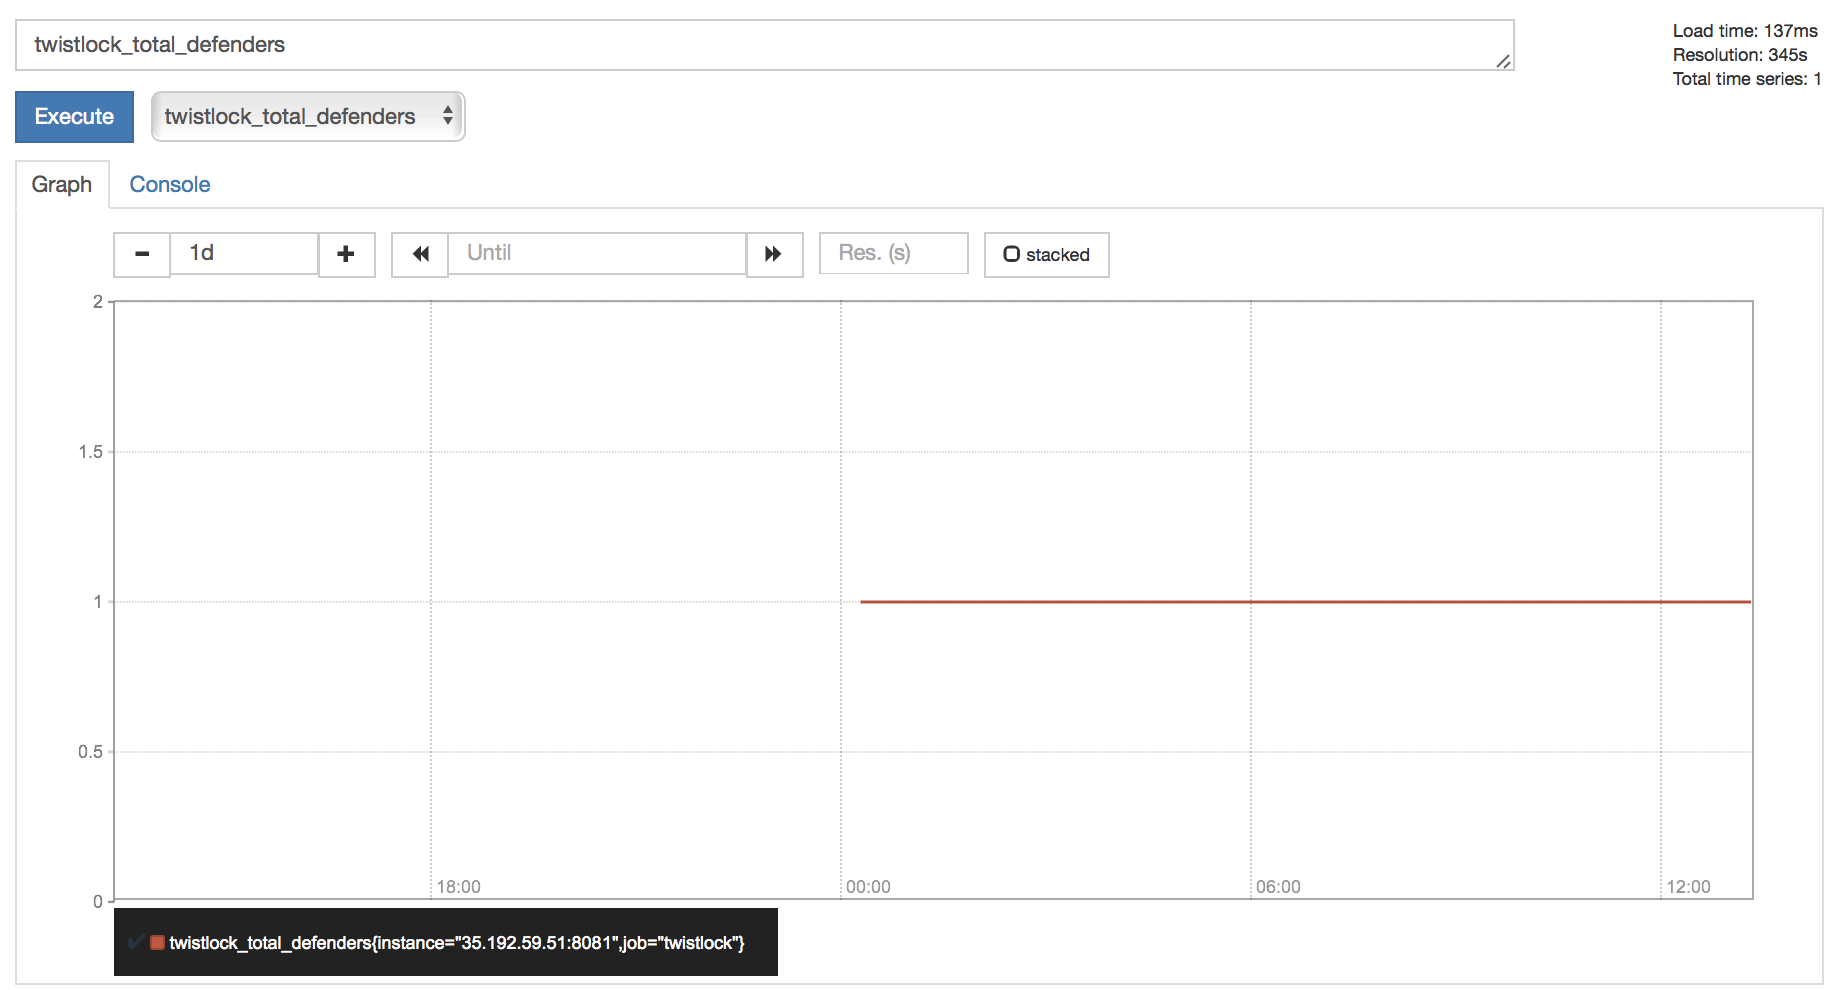 twistlock_total_defenders
Load time: 137ms
Resolution: 345s
Total time series: 1
Execute
twistlock_total_defenders
Graph
Console
1d
Until
Res. (s)
stacked
2
1.5
1
0.5
0
18:00
00:00
06:00
12:00
twistlock_total_defenders{instance="35.192.59.51:8081",job="twistlock"}